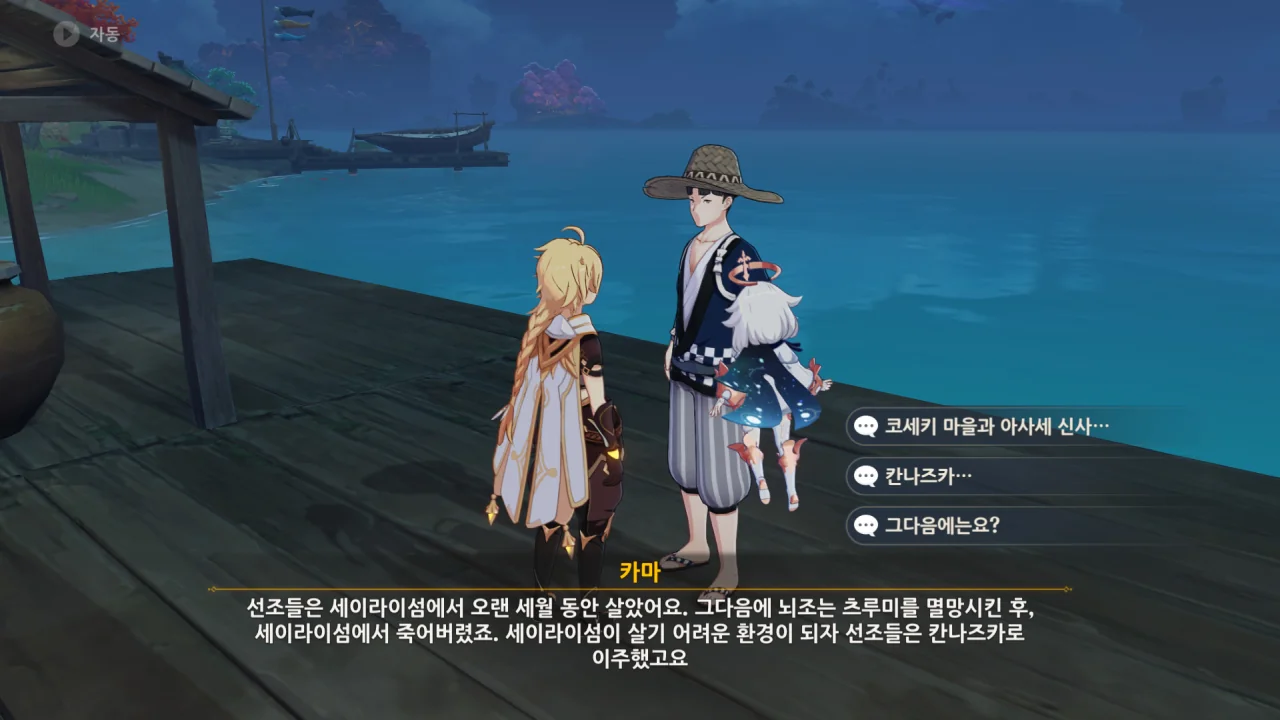 자동
코세키 마을과 아사세 신사…
칸나즈카…
그다음에는요?
카마
선조들은 세이라이섬에서 오랜 세월 동안 살았어요. 그다음에 뇌조는 츠루미를 멸망시킨 후,
세이라이섬에서 죽어버렸죠. 세이라이섬이 살기 어려운 환경이 되자 선조들은 칸나즈카로
이주했고요